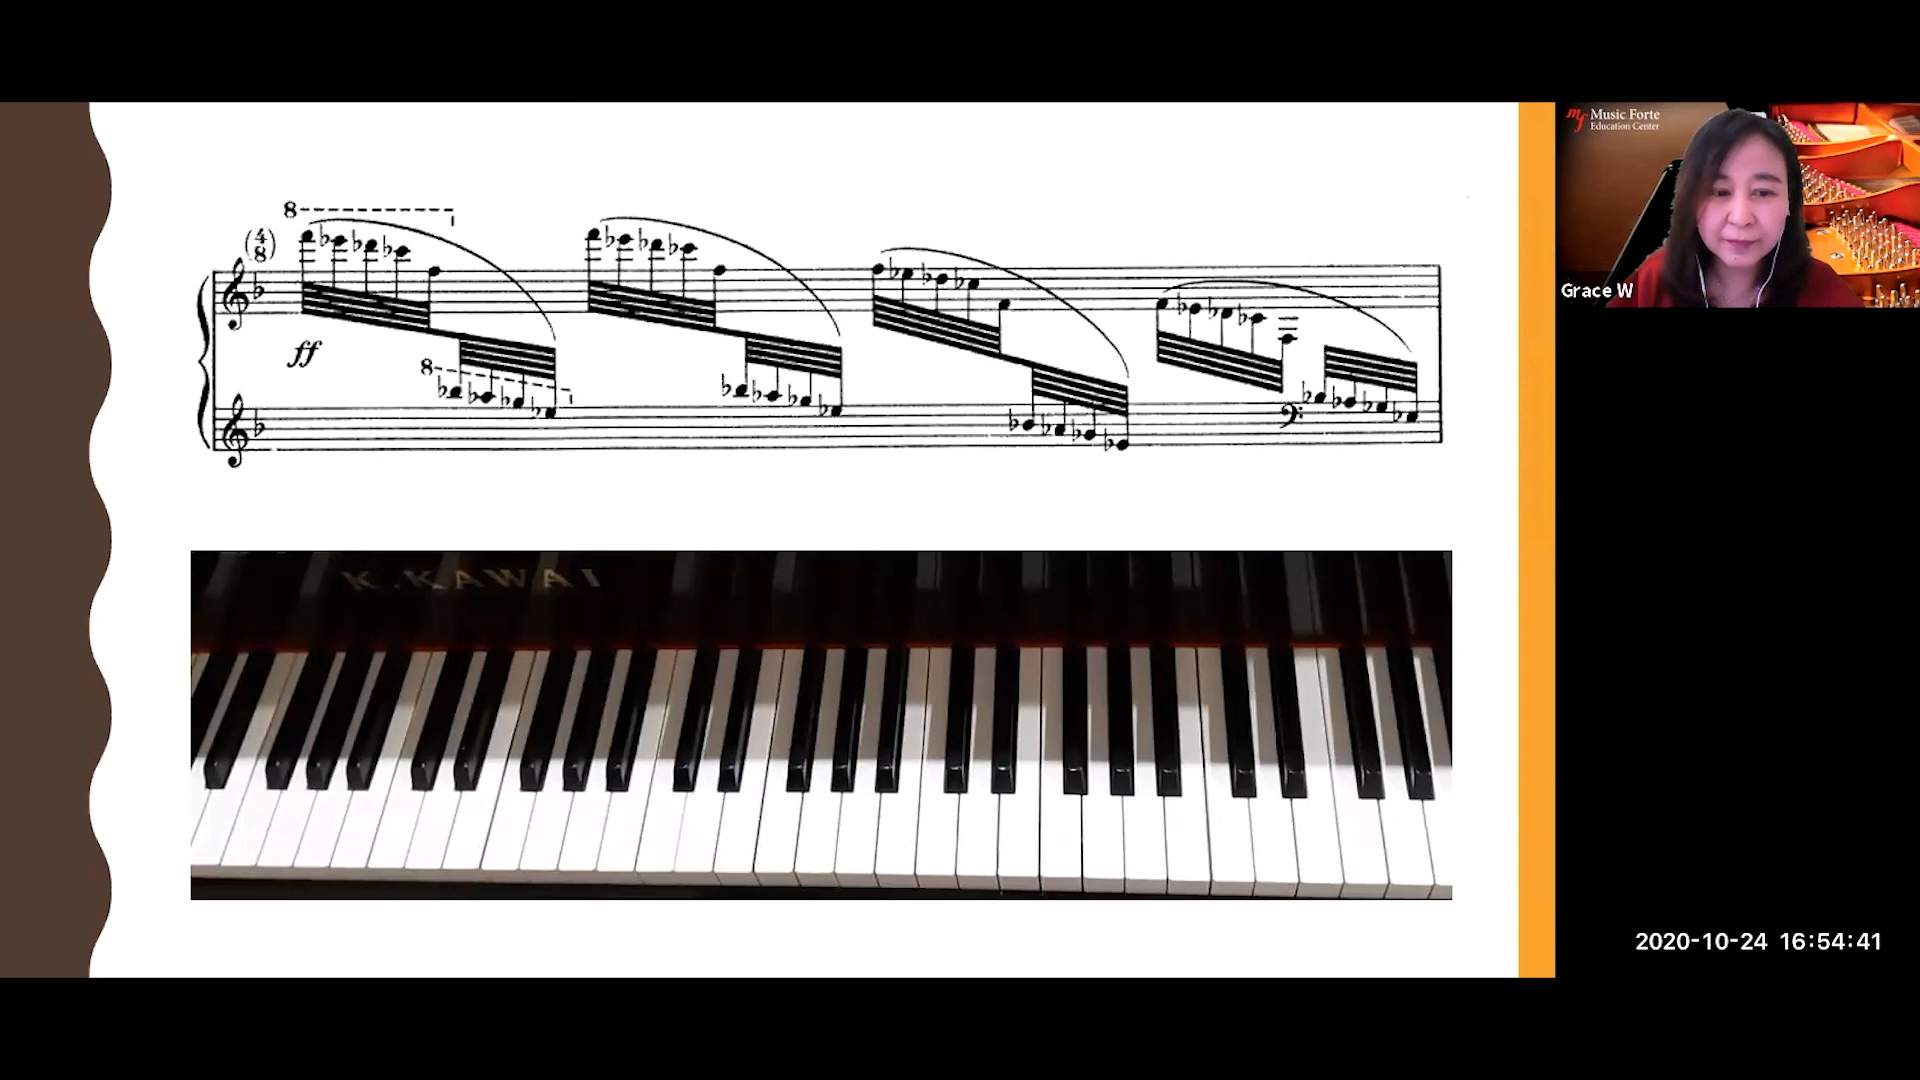 8
(4/8)
ff
8
K.KAWAI
Music Forte
Education Center
Grace W
2020-10-24 16:54:41